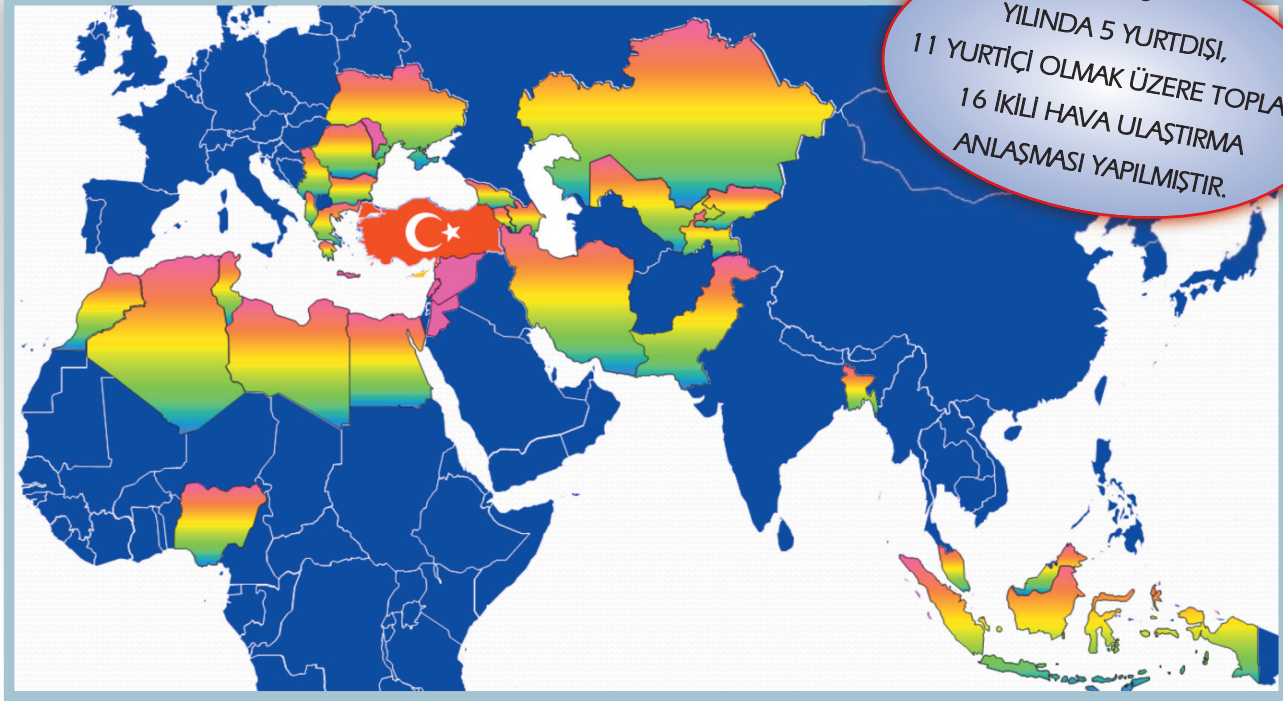 YILINDA 5 YURTDIŞI,
11 YURTİÇİ OLMAK ÜZERE
16 İKİLİ HAVA ULAŞTIRMA
ANLAŞMASI YAPILMIŞTIR.